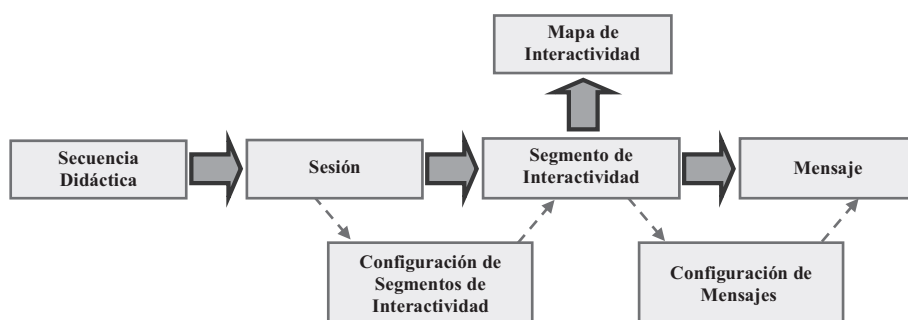 Mapa de
Interactividad
Secuencia
Didáctica
Sesión
Segmento de
Interactividad
Mensaje
Configuración de
Segmentos de
Interactividad
Configuración de
Mensajes